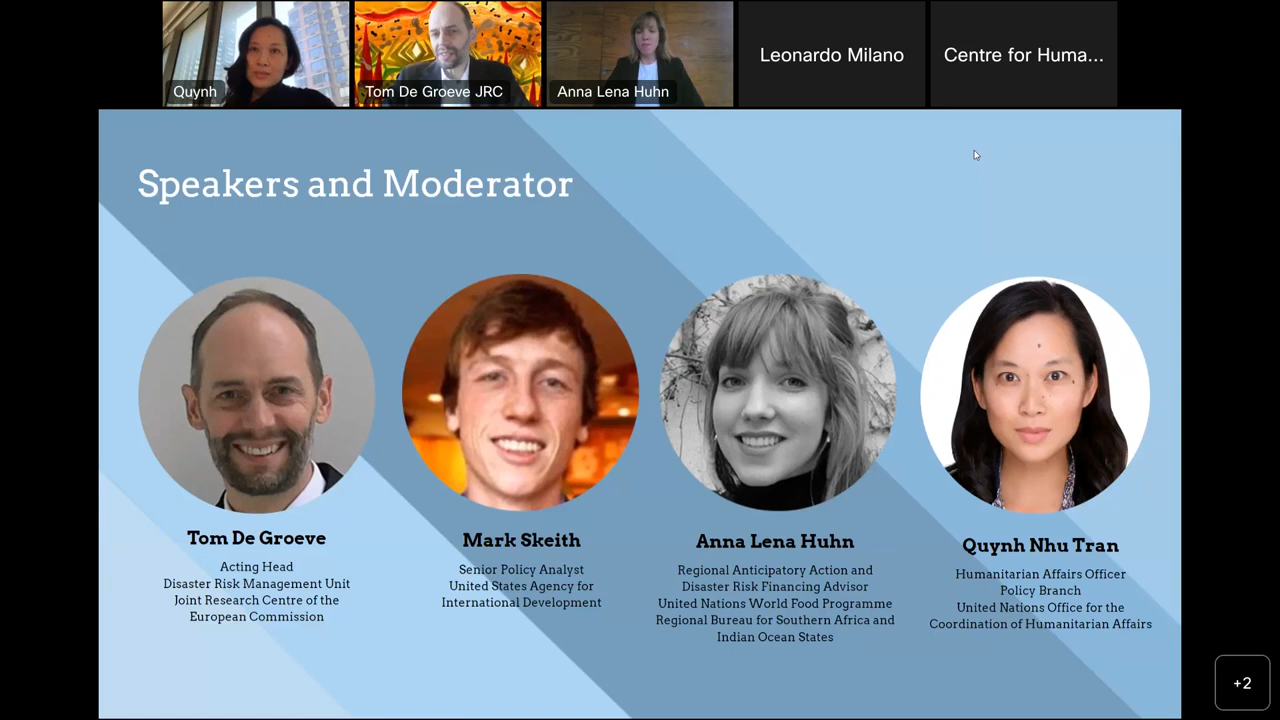 Quynh
Tom De Groeve JRC
Anna Lena Huhn
Leonardo Milano
Centre for Huma...
Speakers and Moderator
Tom De Groeve
Acting Head
Disaster Risk Management Unit
Joint Research Centre of the
European Commission
Mark Skeith
Senior Policy Analyst
United States Agency for
International Development
Anna Lena Huhn
Regional Anticipatory Action and
Disaster Risk Financing Advisor
United Nations World Food Programme
Regional Bureau for Southern Africa and
Indian Ocean States
Quynh Nhu Tran
Humanitarian Affairs Officer
Policy Branch
United Nations Office for the
Coordination of Humanitarian Affairs
+2